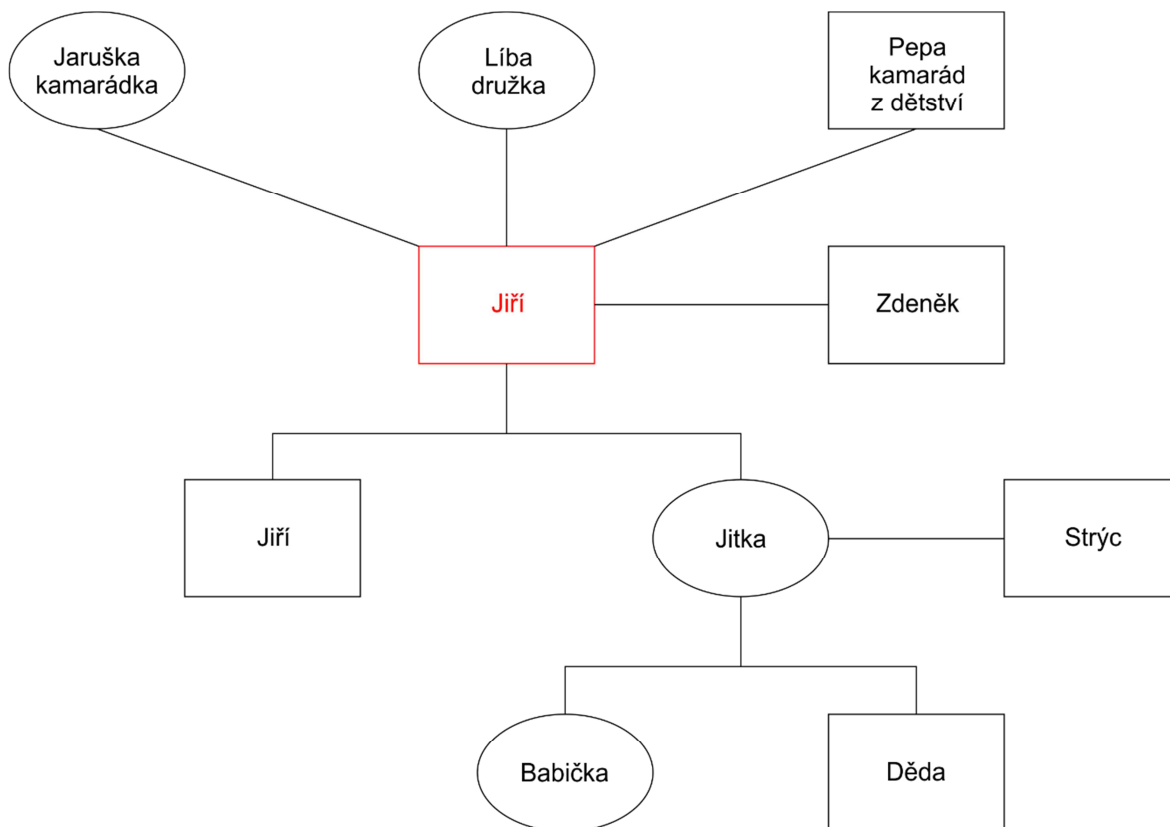 Jaruška
kamarádka
Líba
družka
Pepa
kamarád
z dětství
Jiří
Zdeněk
Jiří
Jitka
Strýc
Babička
Děda